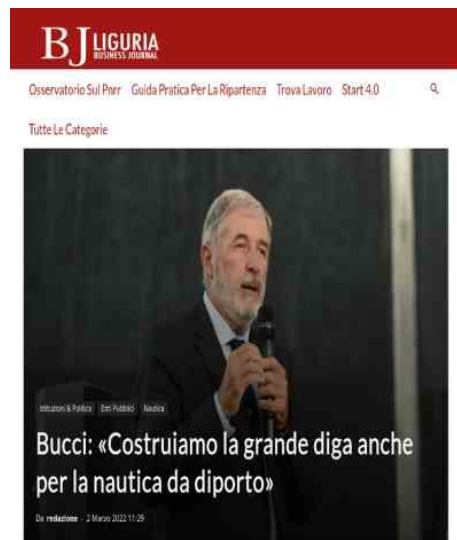 BJ LIGURIA
BUSINESS JOURNAL
Osservatorio Sul Pnrr Guida Pratica Per La Ripartenza Trova Lavoro Start 4.0
Tutte Le Categorie
Istituzioni & Politica Enti Pubblici Nautica
Bucci: «Costruiamo la grande diga anche
per la nautica da diporto»
Da redazione - 2 Marzo 2022 11:29